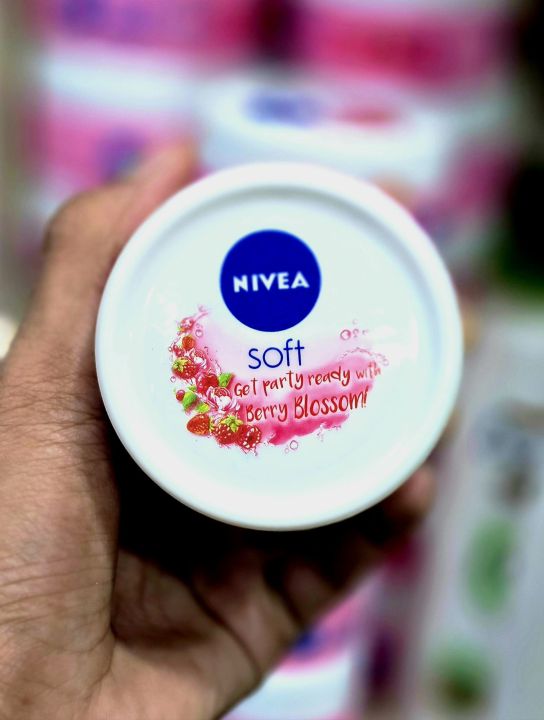 NIVEA
soft
Get party ready with
Berry Blossom!